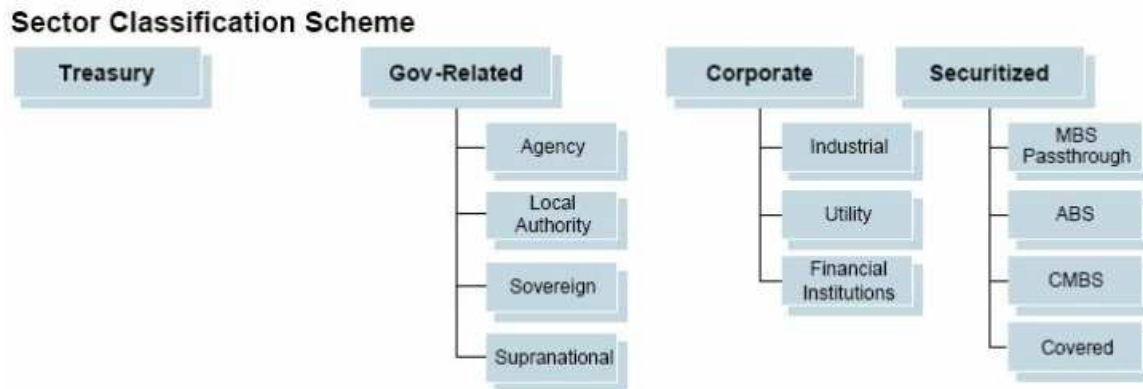 Sector Classification Scheme
Treasury
Gov-Related
Agency
Local
Authority
Sovereign
Supranational
Corporate
Industrial
Utility
Financial
Institutions
Securitized
MBS
Passthrough
ABS
CMBS
Covered